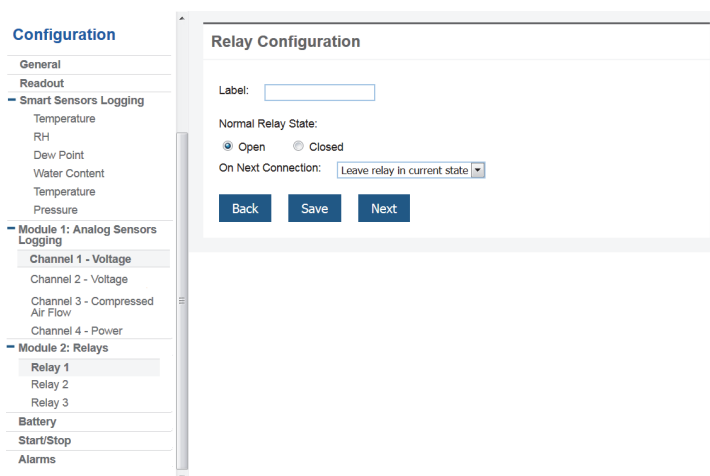 Configuration
General
Readout
Smart Sensors Logging
Temperature
RH
Dew Point
Water Content
Temperature
Pressure
Module 1: Analog Sensors
Logging
Channel 1 - Voltage
Channel 2 - Voltage
Channel 3 - Compressed
Air Flow
Channel 4 - Power
Module 2: Relays
Relay 1
Relay 2
Relay 3
Battery
Start/Stop
Alarms
Relay Configuration
Label:
Normal Relay State:
Open Closed
On Next Connection: Leave relay in current state
Back Save Next